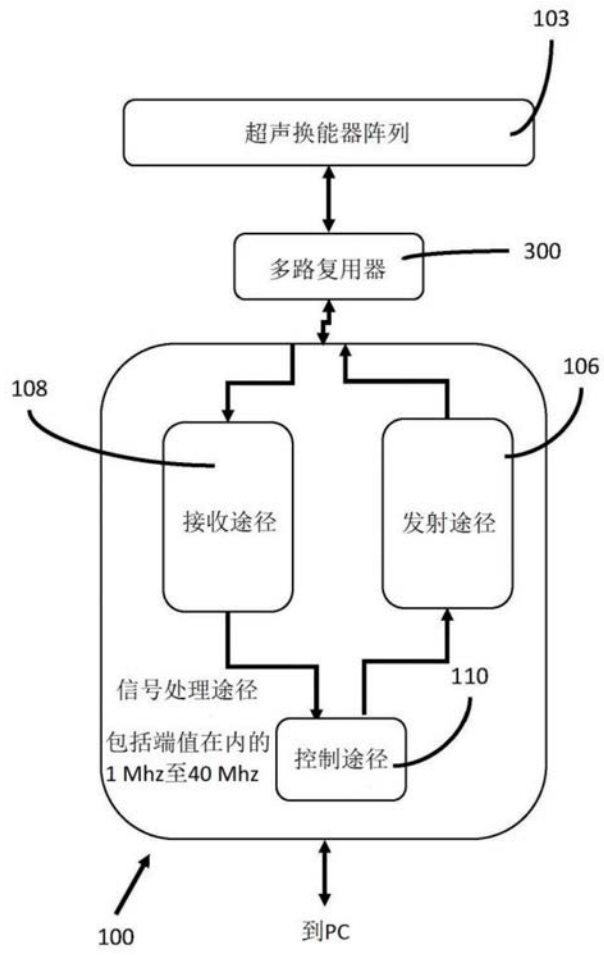 103
超声换能器阵列
多路复用器
300
108
106
接收途径
发射途径
信号处理途径
110
包括端值在内的
1 Mhz至40 Mhz
控制途径
100
到PC